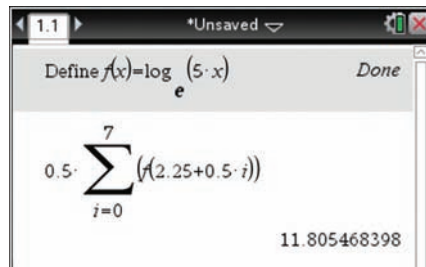 1.1 *Unsaved
Define f(x)=log_e (5·x) Done
7
0.5· ∑ (f(2.25+0.5·i))
i=0
11.805468398